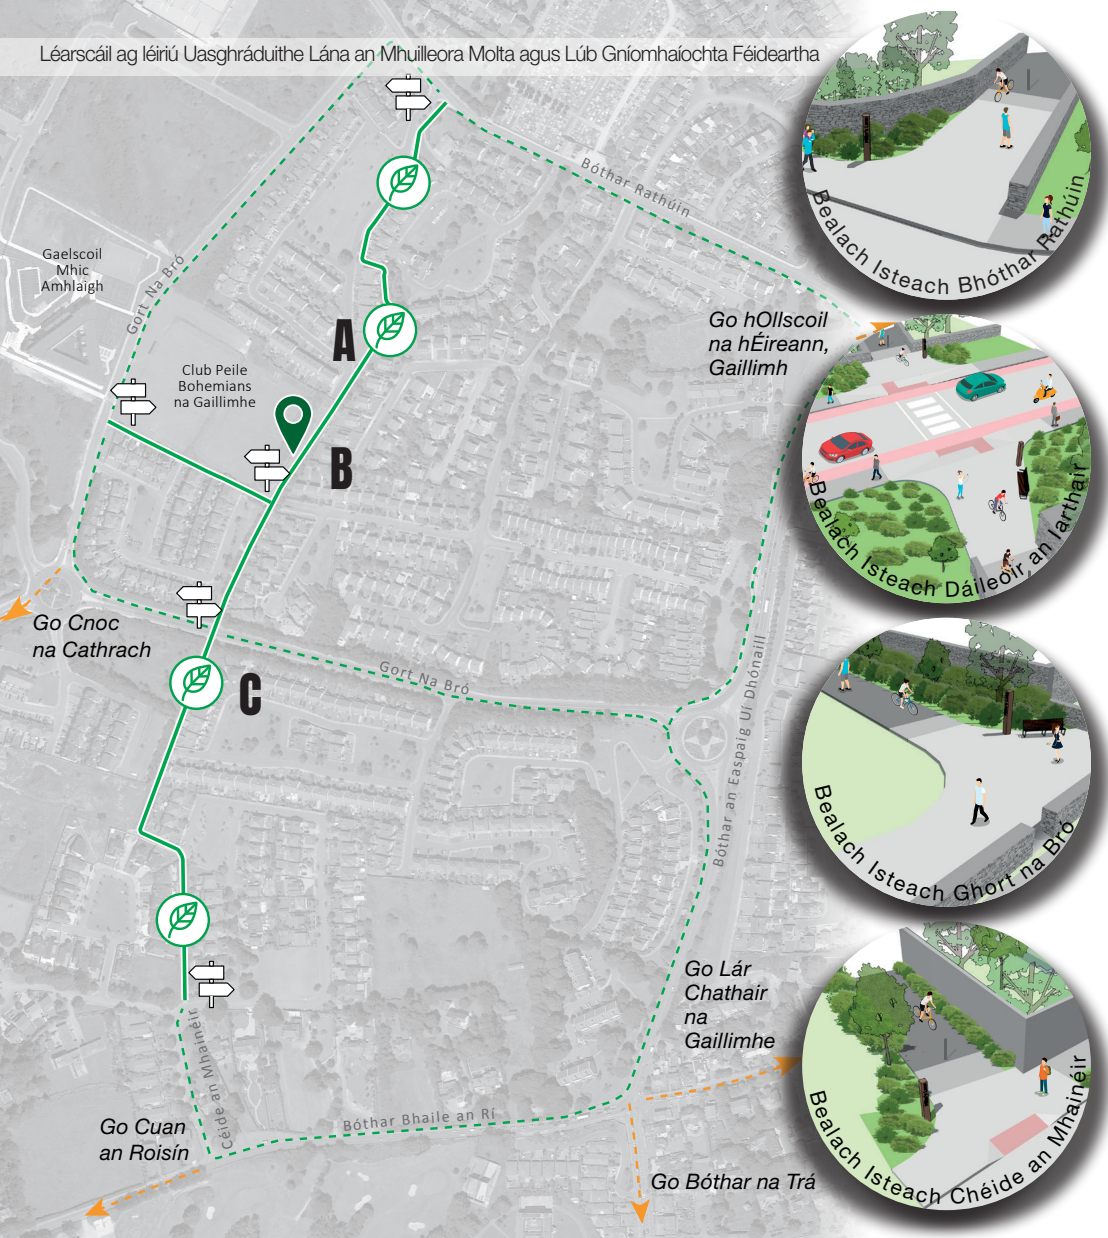 Léarscáil ag léiriú Uasghráduithe Lána an Mhuilleora Molta agus Lúb Gníomhaíochta Féideartha
Bóthar Rathúin
Bealach Isteach Bhóthar Rathúin
Gaelscoil
Mhic
Amhlaigh
Gort Na Bró
A
Go hOllscoil
na hÉireann,
Gaillimh
Club Peile
Bohemians
na Gaillimhe
B
Bealach Isteach Dáileoir an Iarthair
Go Cnoc
na Cathrach
C
Gort Na Bró
Bóthar an Easpaig Uí Dhónaill
Bealach Isteach Ghort na Bró
Go Lár
Chathair
na
Gaillimhe
Céide an Mhainéir
Bóthar Bhaile an Rí
Go Cuan
an Roisín
Go Bóthar na Trá
Bealach Isteach Chéide an Mhainéir